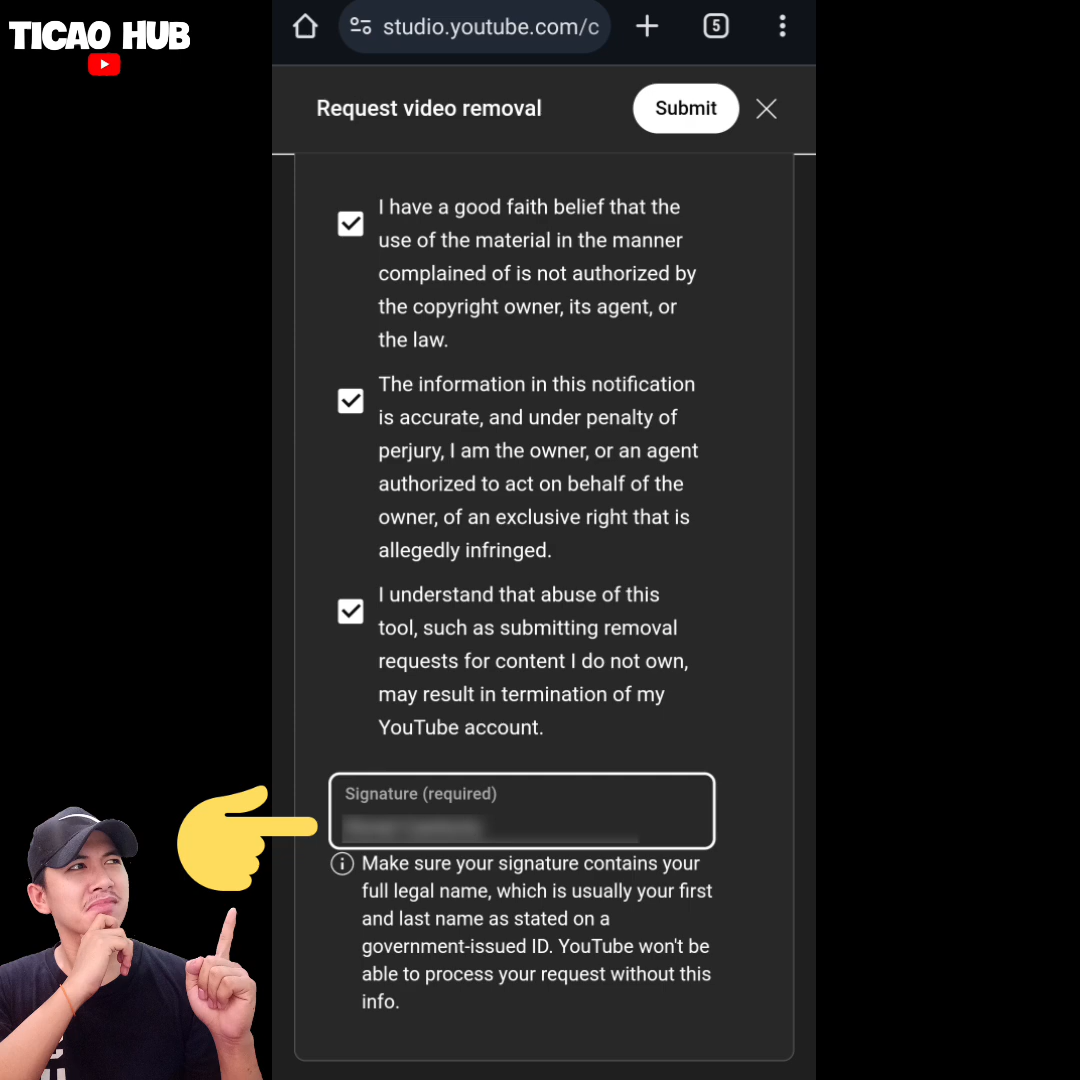 TICAO HUB
studio.youtube.com/c
5
Request video removal
Submit
I have a good faith belief that the
use of the material in the manner
complained of is not authorized by
the copyright owner, its agent, or
the law.
The information in this notification
is accurate, and under penalty of
perjury, I am the owner, or an agent
authorized to act on behalf of the
owner, of an exclusive right that is
allegedly infringed.
I understand that abuse of this
tool, such as submitting removal
requests for content I do not own,
may result in termination of my
YouTube account.
Signature (required)
Make sure your signature contains your
full legal name, which is usually your first
and last name as stated on a
government-issued ID. YouTube won't be
able to process your request without this
info.